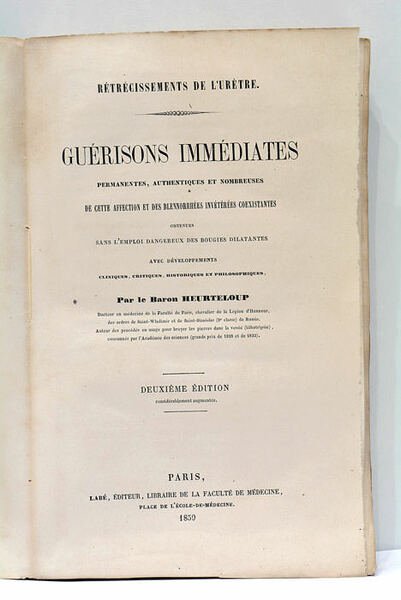 RÉTRÉCISSEMENTS DE L'URÈTRE.
GUÉRISONS IMMÉDIATES
PERMANENTES, AUTHENTIQUES ET NOMBREUSES
DE CETTE AFFECTION ET DES BLENNORRHÉES INVÉTÉRÉES COEXISTANTES
OBTENUES
SANS L'EMPLOI DANGEREUX DES BOUGIES DILATANTES
AVEC DÉVELOPPEMENTS
CLINIQUES, CRITIQUES, HISTORIQUES ET PHILOSOPHIQUES,
Par le Baron HEURTELOUP
Docteur en médecine de la Faculté de Paris, chevalier de la Légion d'Honneur,
des ordres de Saint-Wladimir et de Saint-Stanislas (2e classe) de Russie.
Auteur des procédés en usage pour broyer les pierres dans la vessie (lithotripsie),
couronnés par l'Académie des sciences (grands prix de 1828 et de 1833).
DEUXIÈME ÉDITION
considérablement augmentée.
PARIS,
LABÉ, ÉDITEUR, LIBRAIRE DE LA FACULTÉ DE MÉDECINE,
PLACE DE L'ÉCOLE-DE-MÉDECINE.
1859